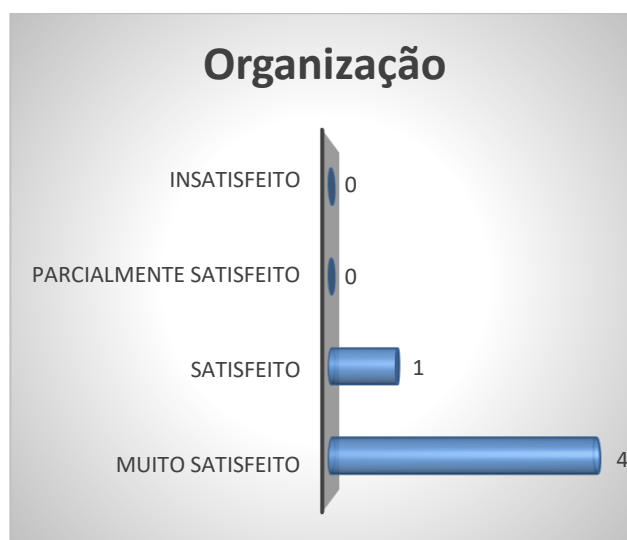 Organização
INSATISFEITO 0
PARCIALMENTE SATISFEITO 0
SATISFEITO 1
MUITO SATISFEITO 4